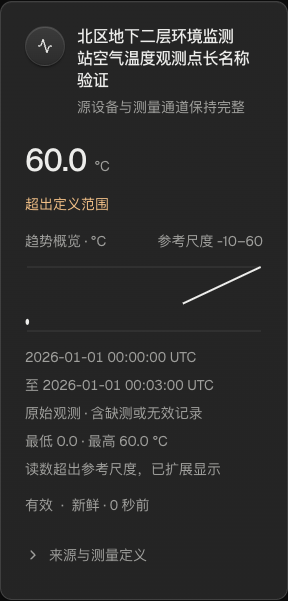 北区地下二层环境监测
站空气温度观测点长名称
验证
源设备与测量通道保持完整
60.0 °C
超出定义范围
趋势概览 · °C 参考尺度 -10–60
2026-01-01 00:00:00 UTC
至 2026-01-01 00:03:00 UTC
原始观测 · 含缺测或无效记录
最低 0.0 · 最高 60.0 °C
读数超出参考尺度，已扩展显示
有效 · 新鲜 · 0 秒前
来源与测量定义